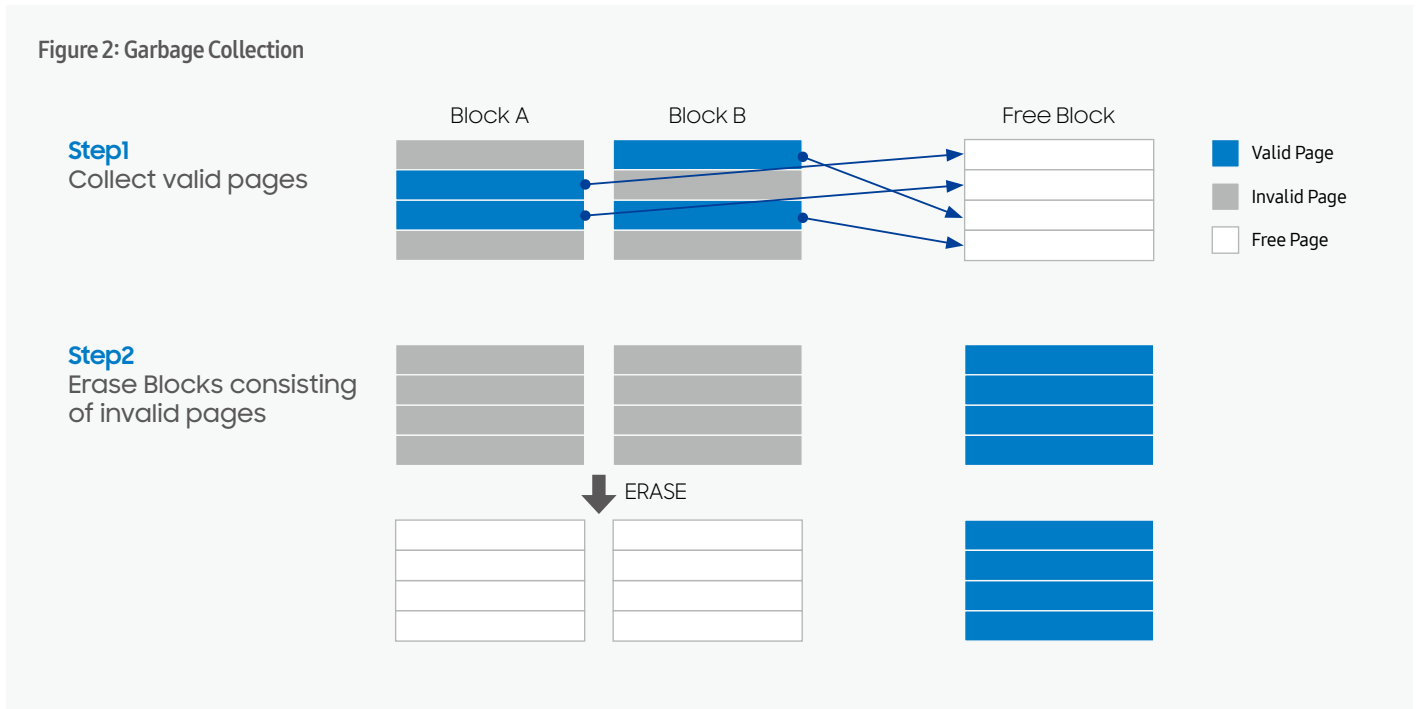 Figure 2: Garbage Collection
Block A
Block B
Free Block
Step1
Collect valid pages
Valid Page
Invalid Page
Free Page
Step2
Erase Blocks consisting
of invalid pages
ERASE